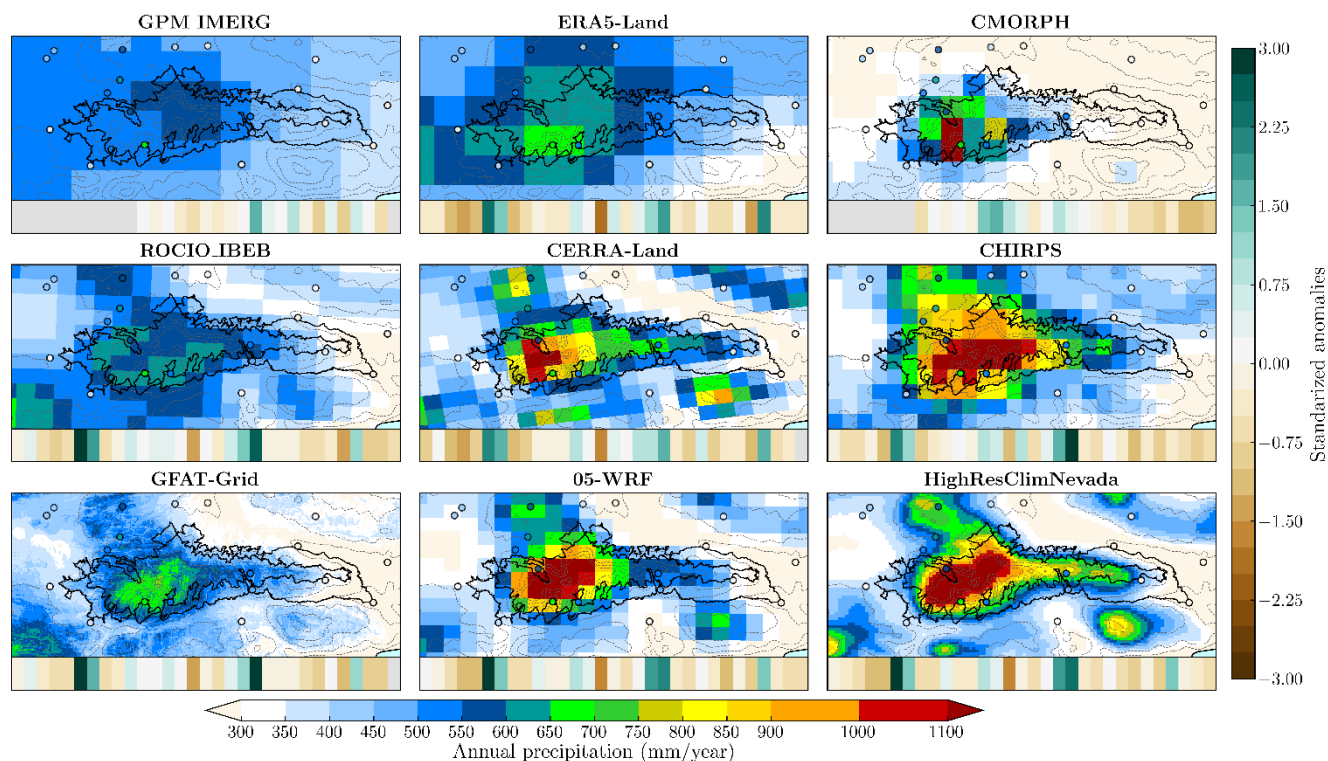 GPM IMERG
ERA5-Land
CMORPH
ROCIO_IBEB
CERRA-Land
CHIRPS
GFAT-Grid
05-WRF
HighResClimNevada
3.00
2.25
1.50
0.75
0.00
−0.75
−1.50
−2.25
−3.00
Standarized anomalies
300 350 400 450 500 550 600 650 700 750 800 850 900 1000 1100
Annual precipitation (mm/year)